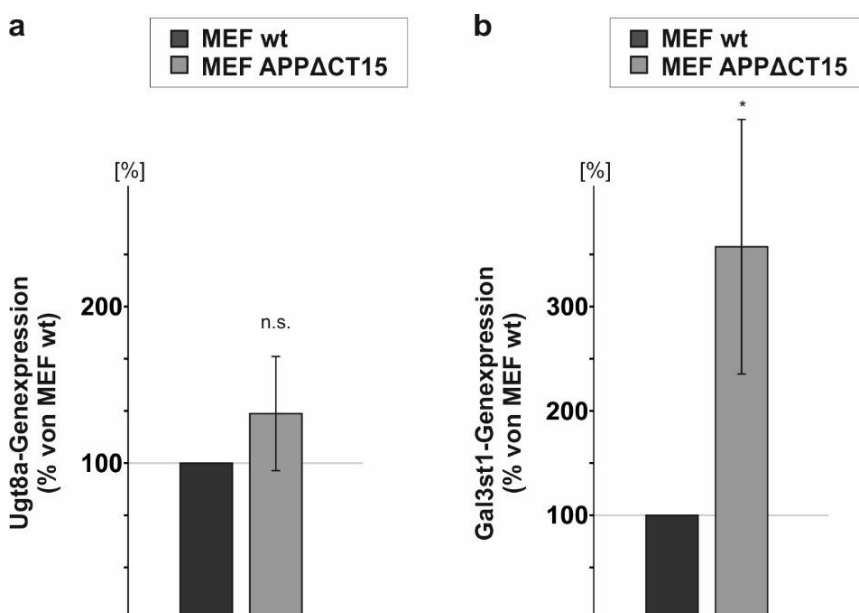 a
MEF wt
MEF APPΔCT15
[%]
200
100
n.s.
Ugt8a-Genexpression
(% von MEF wt)
b
MEF wt
MEF APPΔCT15
*
[%]
300
200
100
Gal3st1-Genexpression
(% von MEF wt)